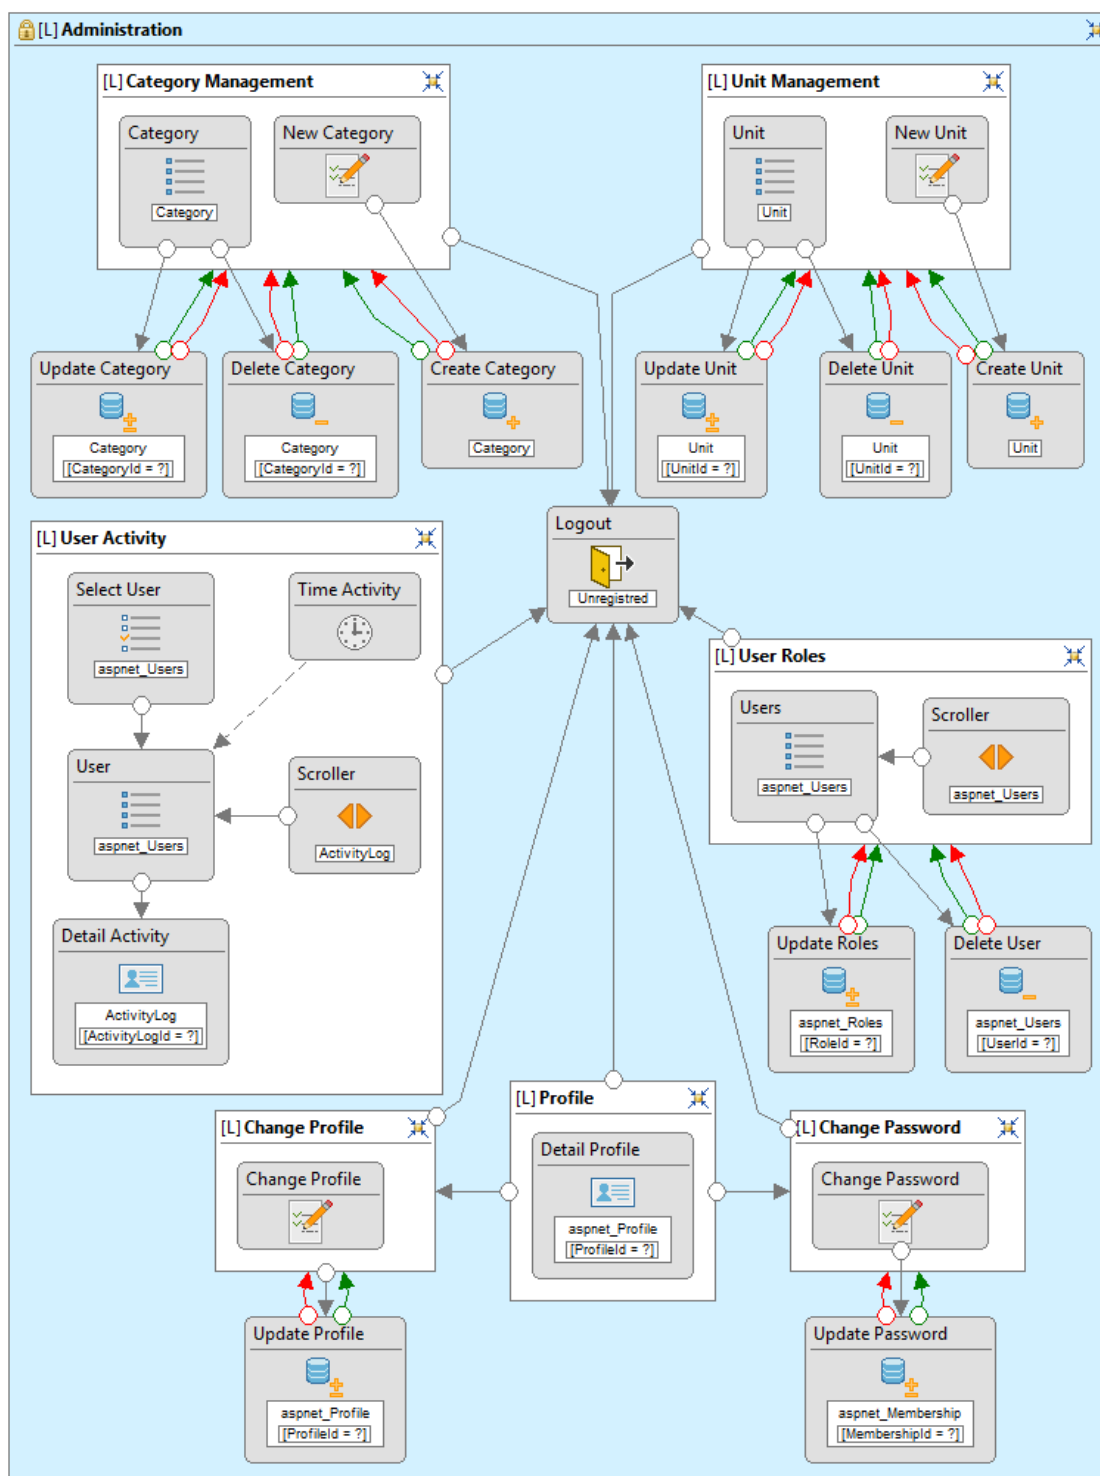 [L] Administration
[L] Category Management
Category
Category
New Category
[L] Unit Management
Unit
Unit
New Unit
Update Category
Category
[CategoryId = ?]
Delete Category
Category
[CategoryId = ?]
Create Category
Category
Update Unit
Unit
[UnitId = ?]
Delete Unit
Unit
[UnitId = ?]
Create Unit
Unit
Logout
Unregistred
[L] User Activity
Select User
aspnet_Users
Time Activity
User
aspnet_Users
Scroller
ActivityLog
Detail Activity
ActivityLog
[ActivityLogId = ?]
[L] User Roles
Users
aspnet_Users
Scroller
aspnet_Users
Update Roles
aspnet_Roles
[RoleId = ?]
Delete User
aspnet_Users
[UserId = ?]
[L] Change Profile
Change Profile
[L] Profile
Detail Profile
aspnet_Profile
[ProfileId = ?]
[L] Change Password
Change Password
Update Profile
aspnet_Profile
[ProfileId = ?]
Update Password
aspnet_Membership
[MembershipId = ?]